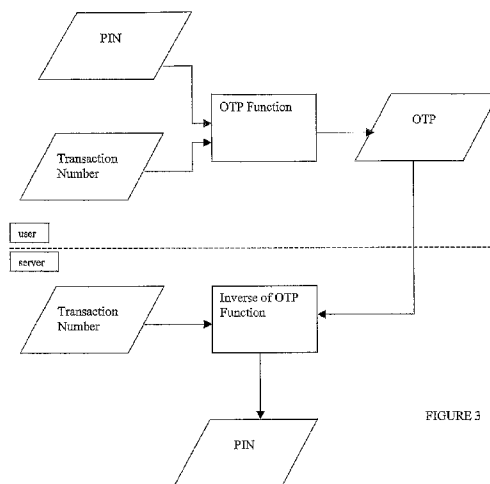 PIN
OTP Function
OTP
Transaction
Number
user
server
Transaction
Number
Inverse of OTP
Function
FIGURE 3
PIN